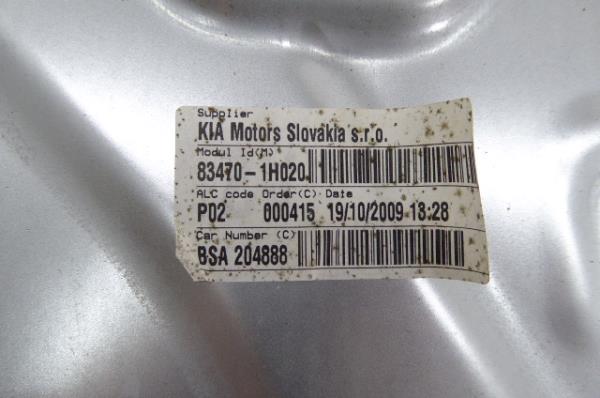 Supplier
KIA Motors Slovakia s.r.o.
Modul Id(M)
83470-1H020
ALC code Order(C) Date
P02 000415 19/10/2009 18:28
Car Number (C)
BSA 204888